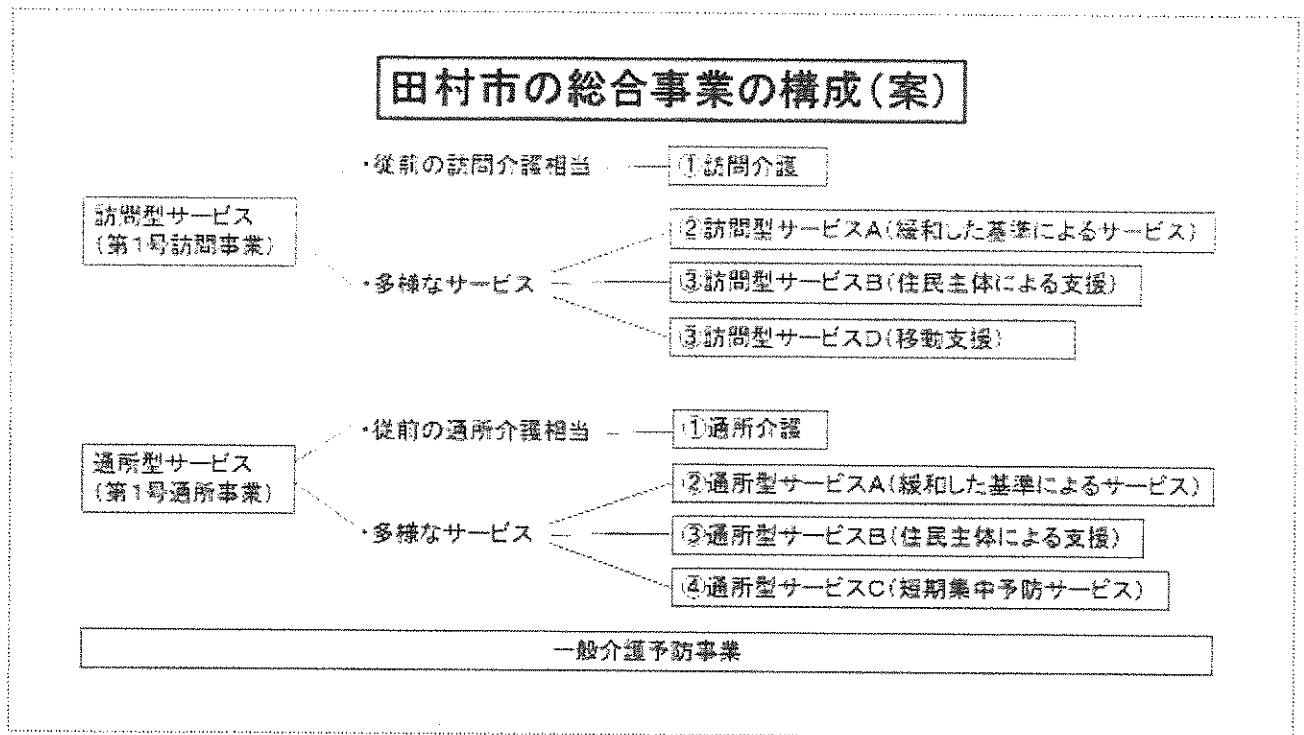 田村市の総合事業の構成(案)
・従前の訪問介護相当
①訪問介護
訪問型サービス
(第1号訪問事業)
②訪問型サービスA(緩和した基準によるサービス)
・多様なサービス
③訪問型サービスB(住民主体による支援)
③訪問型サービスD(移動支援)
・従前の通所介護相当
①通所介護
通所型サービス
(第1号通所事業)
②通所型サービスA(緩和した基準によるサービス)
・多様なサービス
③通所型サービスB(住民主体による支援)
④通所型サービスC(短期集中予防サービス)
一般介護予防事業